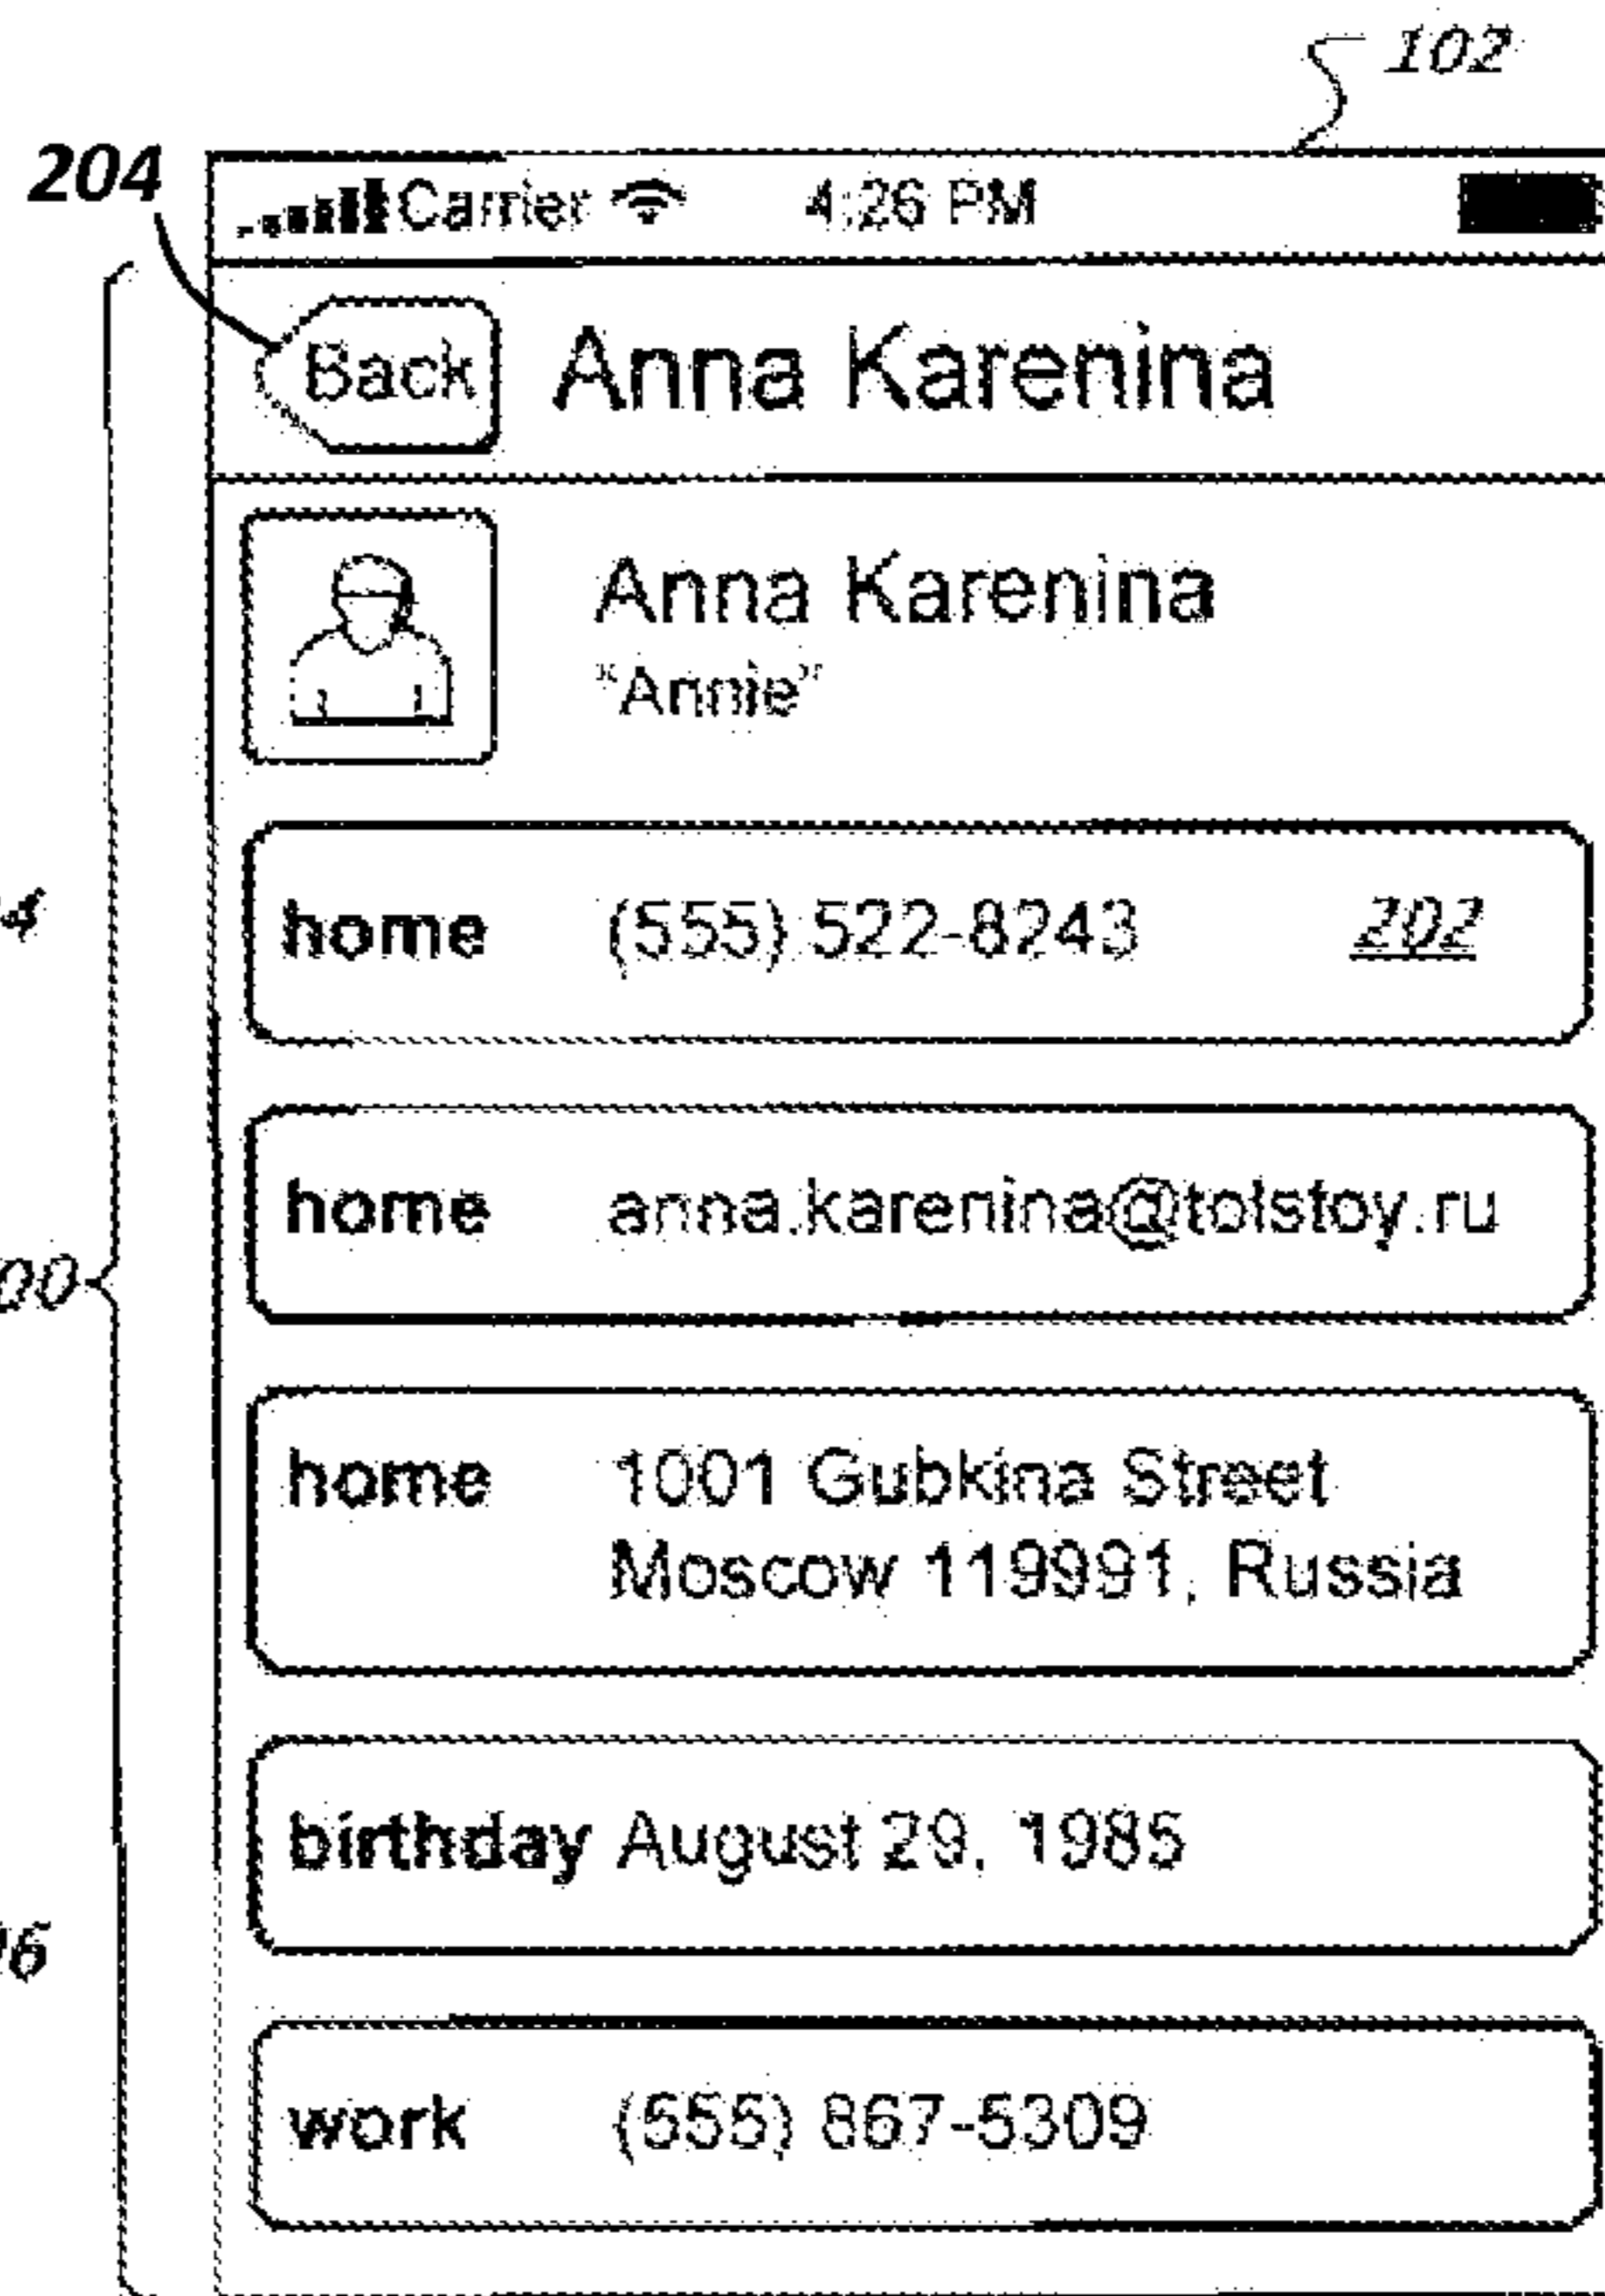 102
204
Carrier 4:26 PM
Back Anna Karenina
Anna Karenina
"Annie"
home (555) 522-8243 202
home anna.karenina@tolstoy.ru
home 1001 Gubkina Street
Moscow 119991, Russia
birthday August 29, 1985
work (555) 867-5309